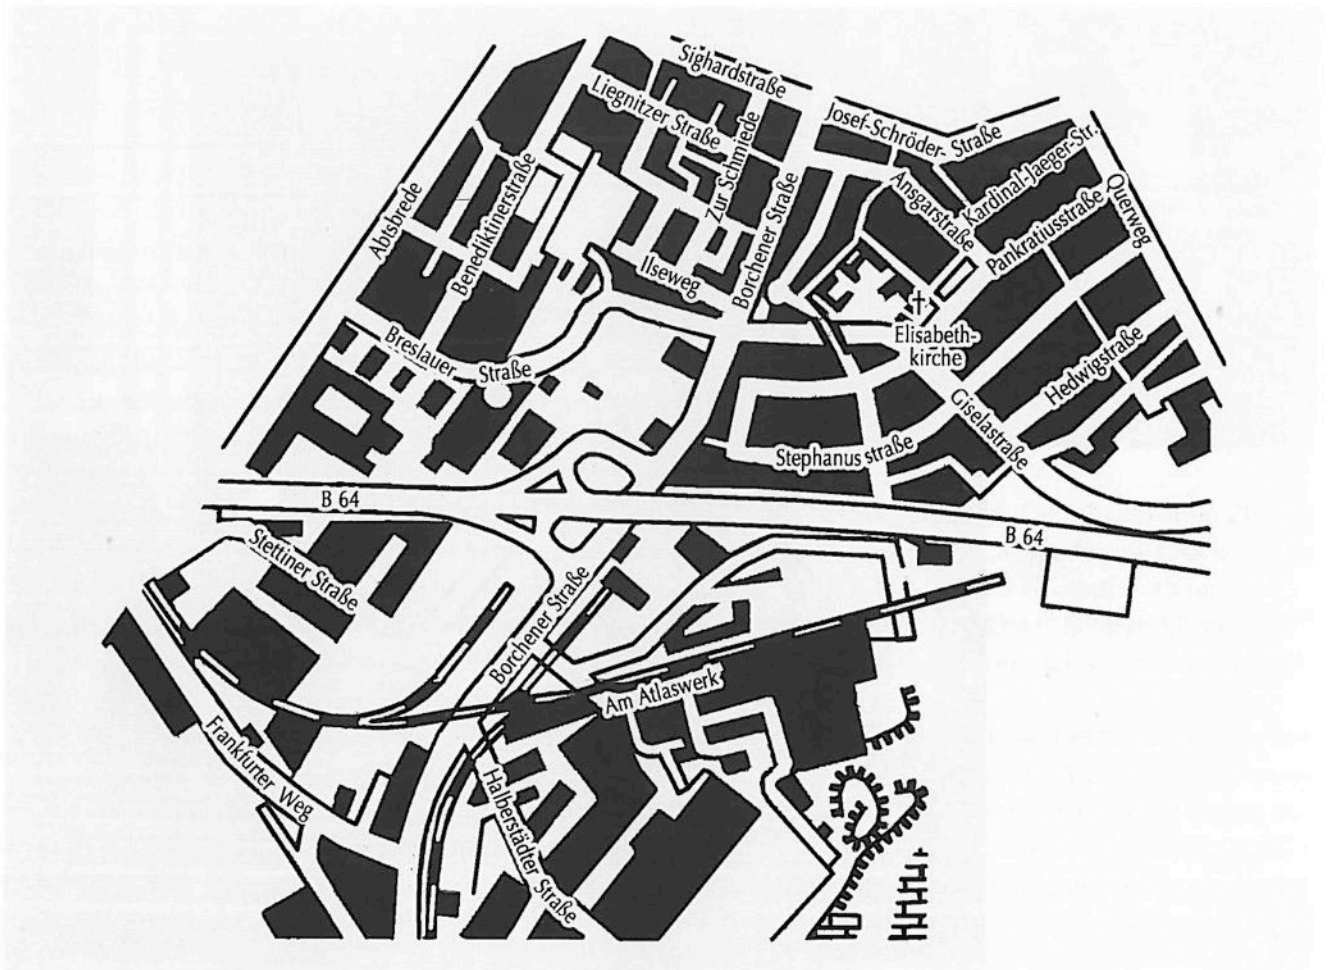 Sighardstraße
Liegnitzer Straße
Josef-Schröder-Straße
Zur Schmiede
Kardinal-Jaeger-Str.
Ansgarstraße
Borchener Straße
Querweg
Pankratiusstraße
Abtsbrede
Benediktinerstraße
Ilseweg
Elisabeth-
kirche
Breslauer Straße
Hedwigstraße
Giselastraße
Stephanus straße
B 64
B 64
Stettiner Straße
Borchener Straße
Am Atlaswerk
Frankfurter Weg
Halberstädter Straße